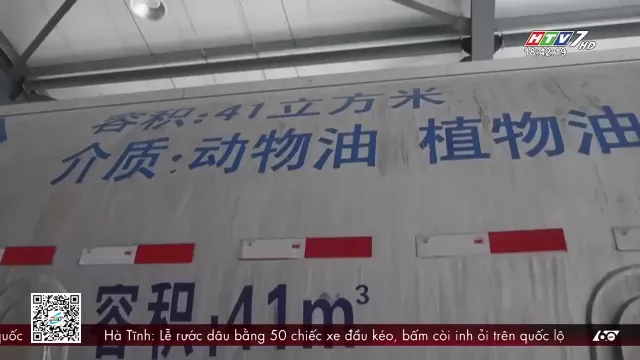 HTV7 HD
18:42:19
容积:41立方米
介质:动物油 植物油
容积:41m³
quốc Hà Tĩnh: Lễ rước dâu bằng 50 chiếc xe đầu kéo, bấm còi inh ỏi trên quốc lộ
60